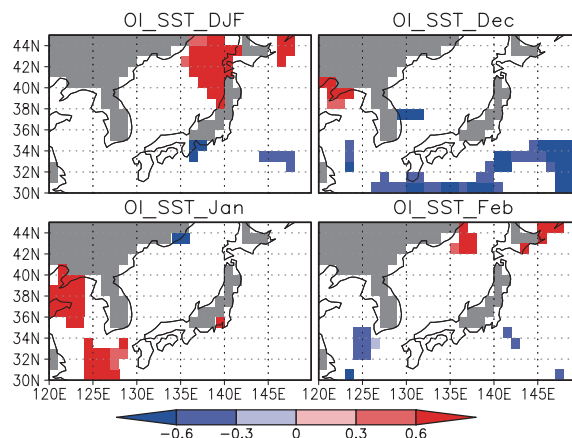 OI_SST_DJF OI_SST_Dec
44N
42N
40N
38N
36N
34N
32N
30N
OI_SST_Jan OI_SST_Feb
44N
42N
40N
38N
36N
34N
32N
30N
120E 125E 130E 135E 140E 145E 120E 125E 130E 135E 140E 145E
−0.6 −0.3 0 0.3 0.6